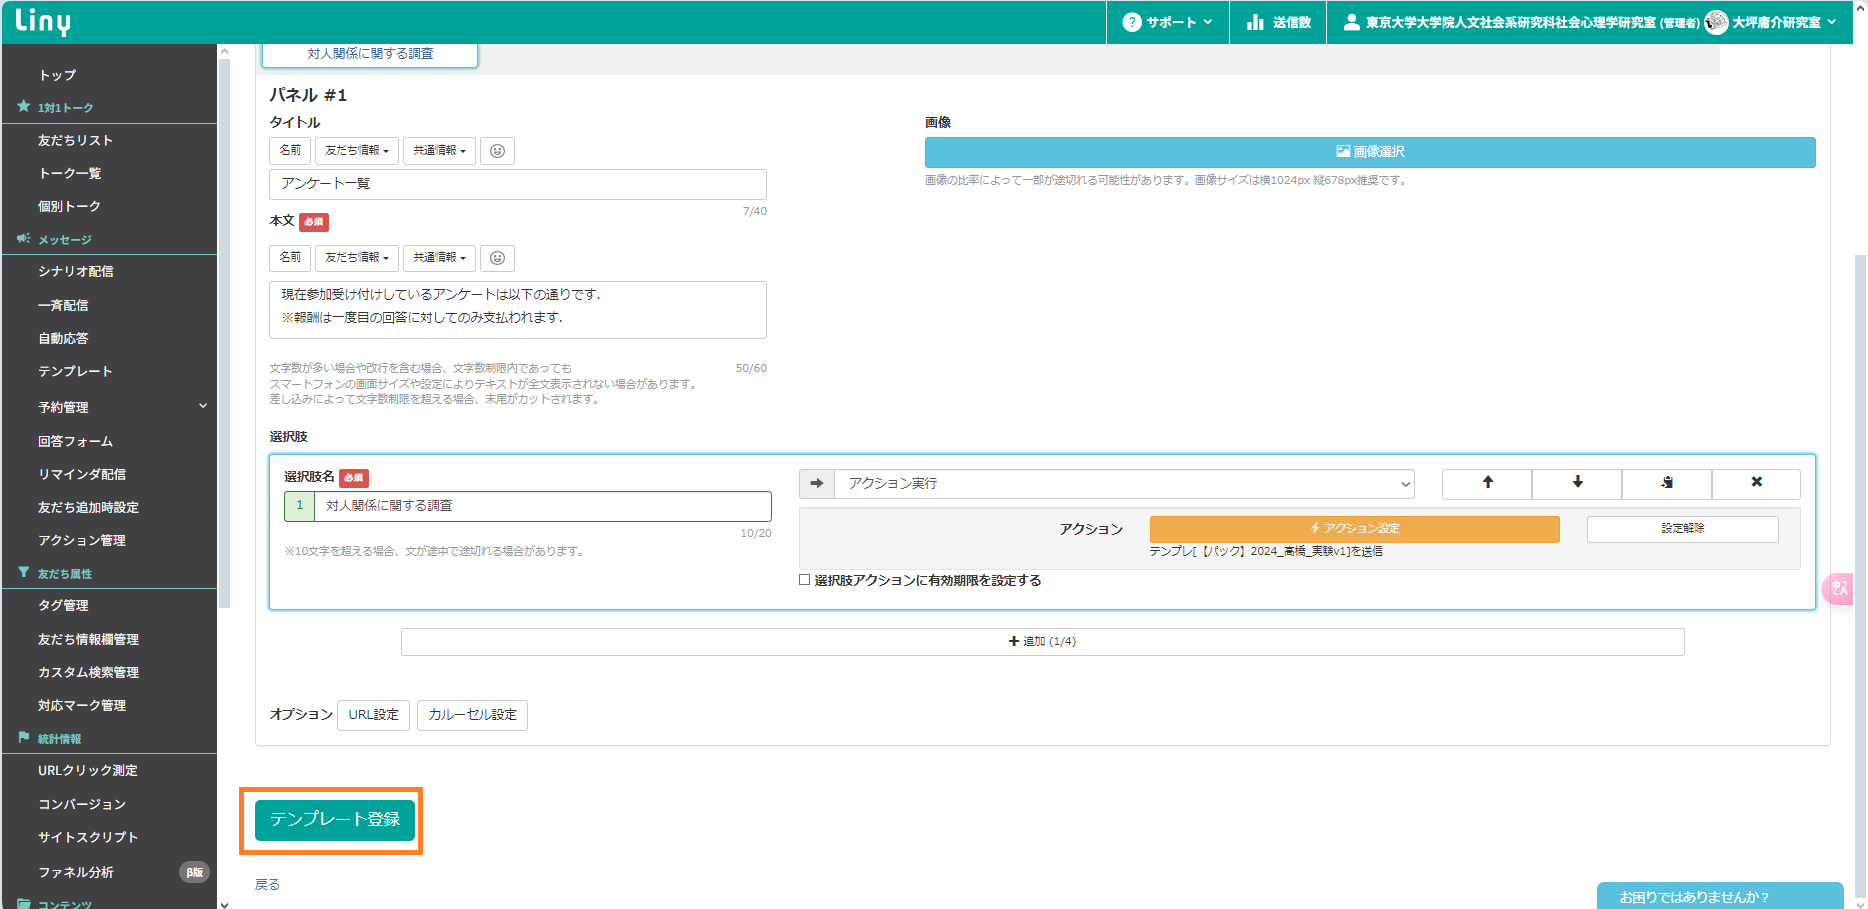 Liny
サポート
送信数
東京大学大学院人文社会系研究科社会心理学研究室 (管理者)
大坪庸介研究室
トップ
1対1トーク
友だちリスト
トーク一覧
個別トーク
メッセージ
シナリオ配信
一斉配信
自動応答
テンプレート
予約管理
回答フォーム
リマインダ配信
友だち追加時設定
アクション管理
友だち属性
タグ管理
友だち情報欄管理
カスタム検索管理
対応マーク管理
統計情報
URLクリック測定
コンバージョン
サイトスクリプト
ファネル分析 β版
コンテンツ
対人関係に関する調査
パネル #1
タイトル
名前 友だち情報 共通情報
アンケート一覧
7/40
本文 必須
名前 友だち情報 共通情報
現在参加受け付けしているアンケートは以下の通りです.
※報酬は一度目の回答に対してのみ支払われます.
文字数が多い場合や改行を含む場合、文字数制限内であっても 50/60
スマートフォンの画面サイズや設定によりテキストが全文表示されない場合があります。
差し込みによって文字数制限を超える場合、末尾がカットされます。
画像
画像選択
画像の比率によって一部が途切れる可能性があります。画像サイズは横1024px 縦678px推奨です。
選択肢
選択肢名 必須
1 対人関係に関する調査
10/20
※10文字を超える場合、文が途中で途切れる場合があります。
アクション実行
アクション アクション設定 設定解除
テンプレ[【パック】2024_高橋_実験v1]を送信
選択肢アクションに有効期限を設定する
追加 (1/4)
オプション URL設定 カルーセル設定
テンプレート登録
戻る
中A
お困りではありませんか？